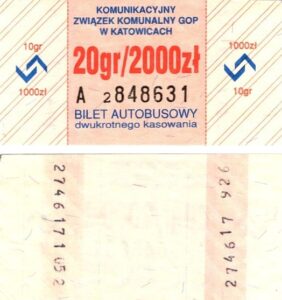 KOMUNIKACYJNY
ZWIĄZEK KOMUNALNY GOP
W KATOWICACH
10gr
1000zł
20gr/2000zł
1000zł
10gr
A 2848631
BILET AUTOBUSOWY
dwukrotnego kasowania
2746171052
274617 926